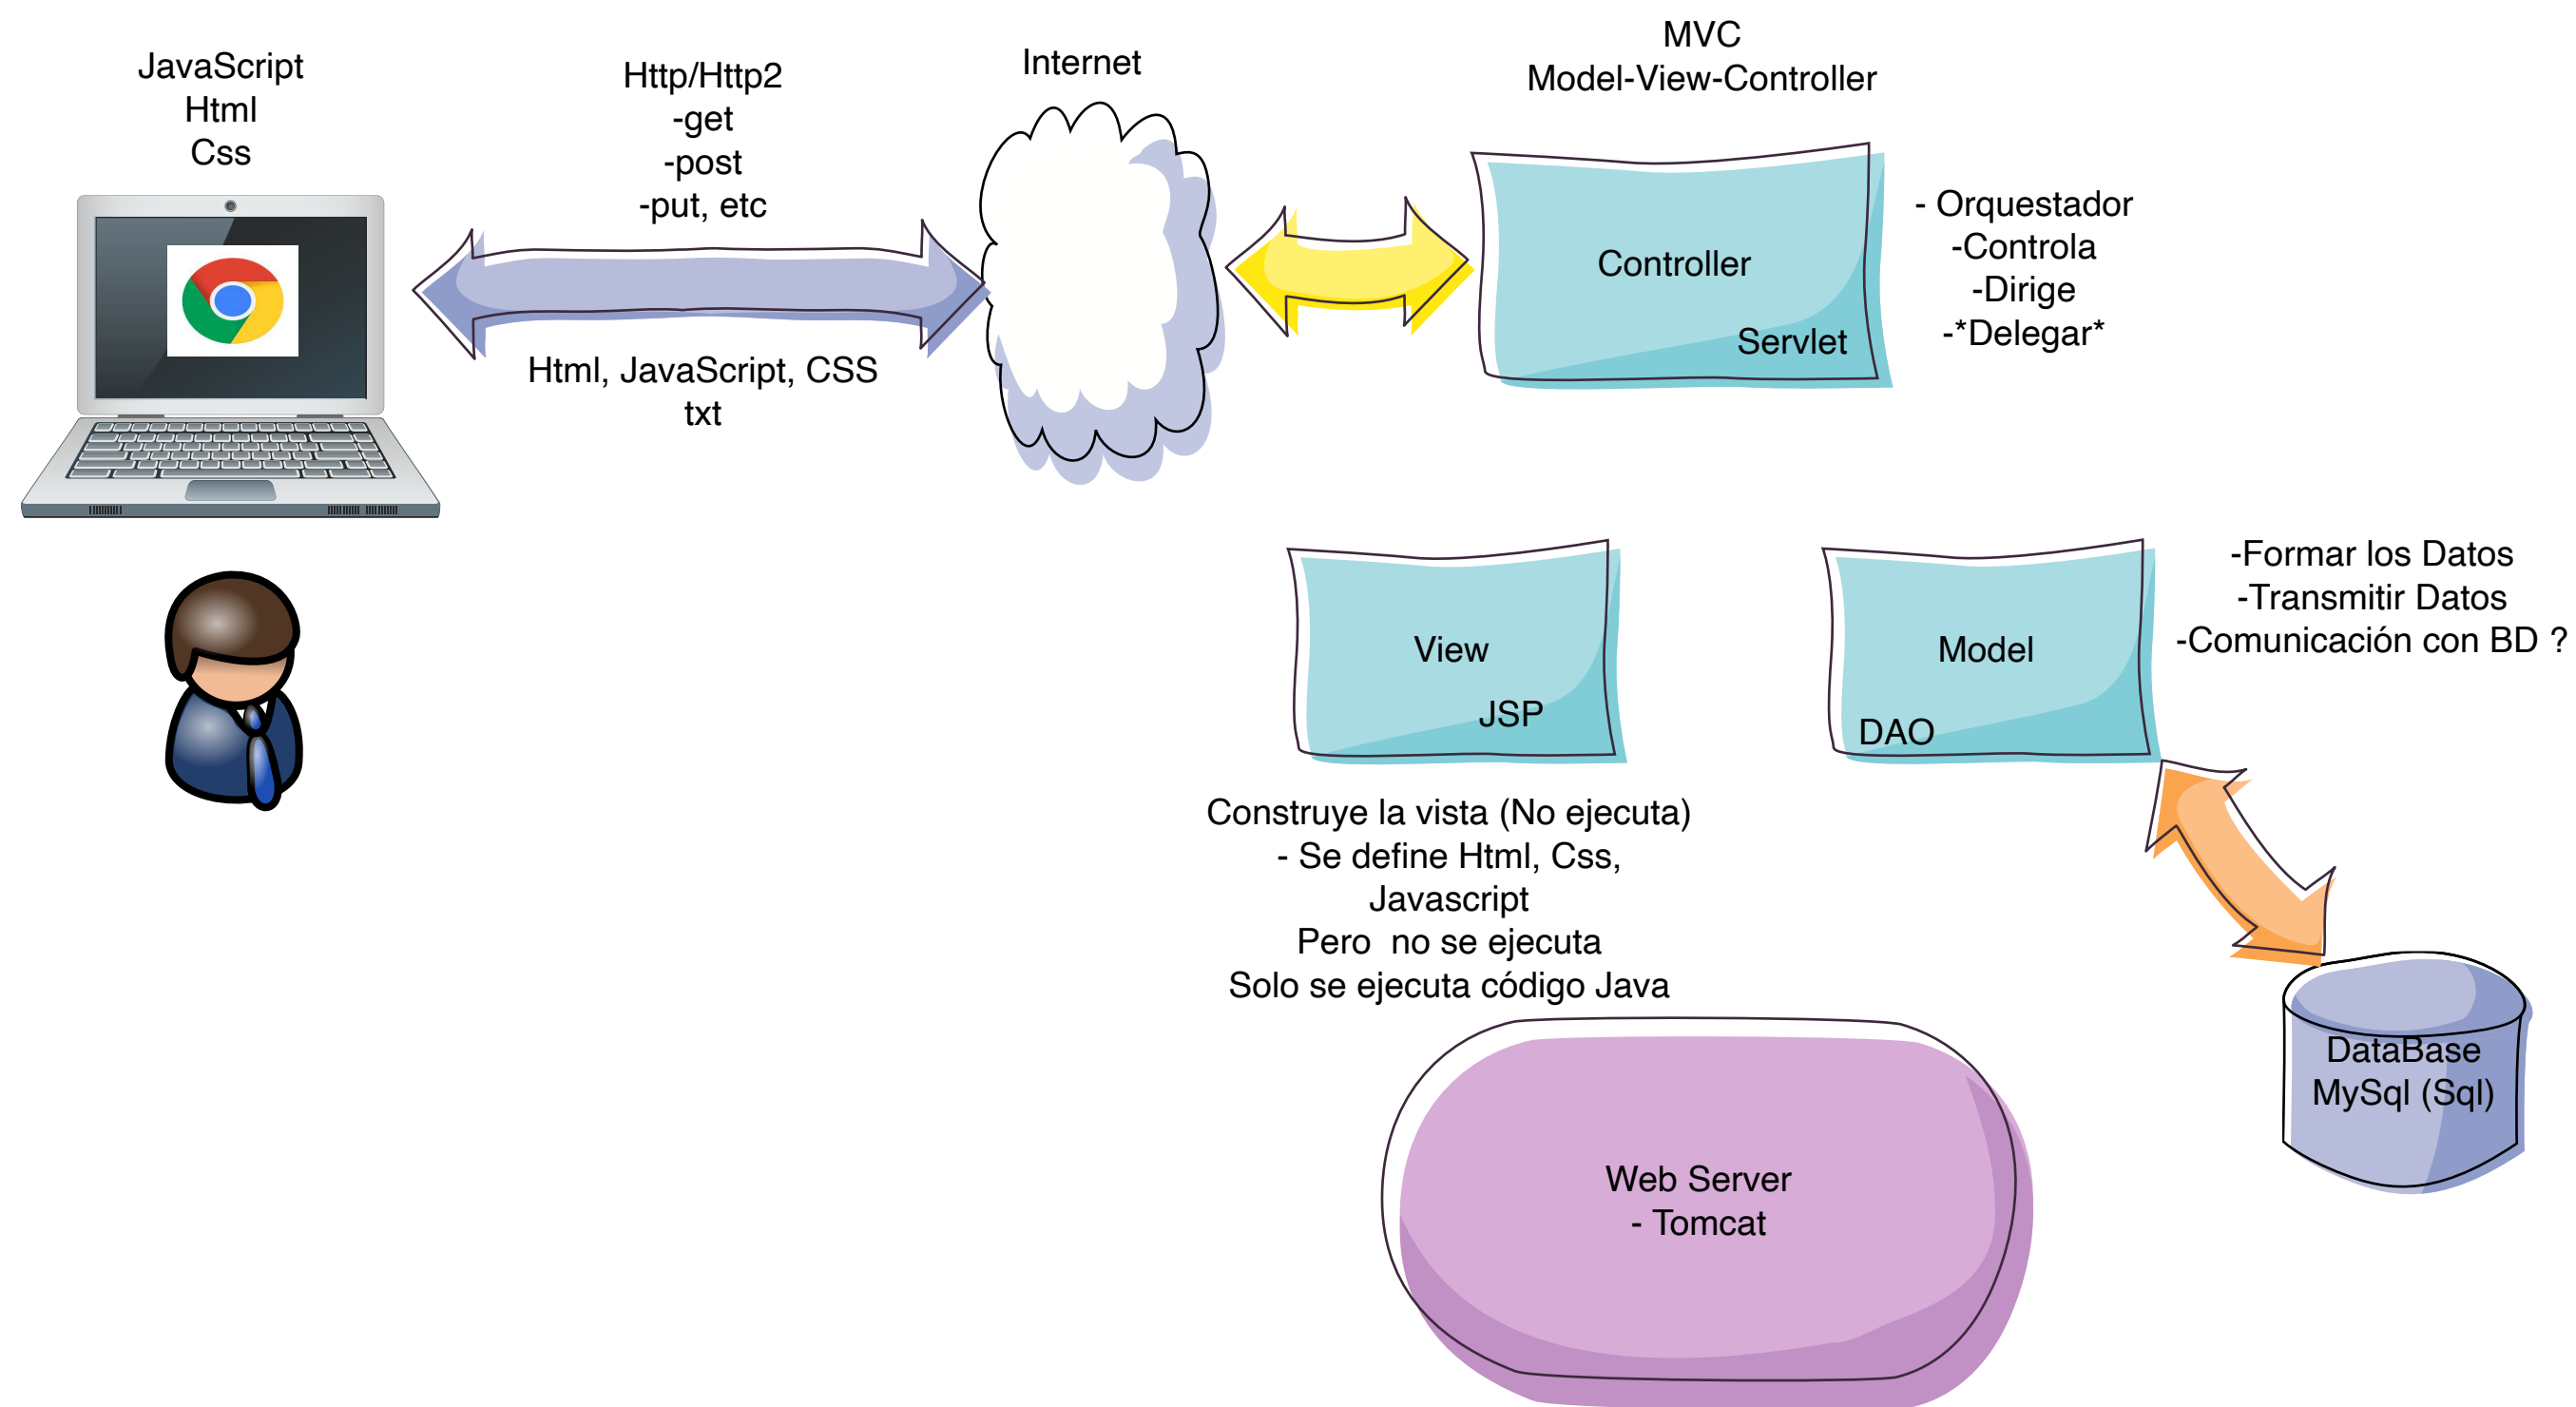 JavaScript
Html
Css
Http/Http2
-get
-post
-put, etc
Html, JavaScript, CSS
txt
Internet
MVC
Model-View-Controller
Controller
Servlet
- Orquestador
-Controla
-Dirige
-*Delegar*
View
JSP
Construye la vista (No ejecuta)
- Se define Html, Css,
Javascript
Pero  no se ejecuta
Solo se ejecuta código Java
Model
DAO
-Formar los Datos
-Transmitir Datos
-Comunicación con BD ?
DataBase
MySql (Sql)
Web Server
- Tomcat